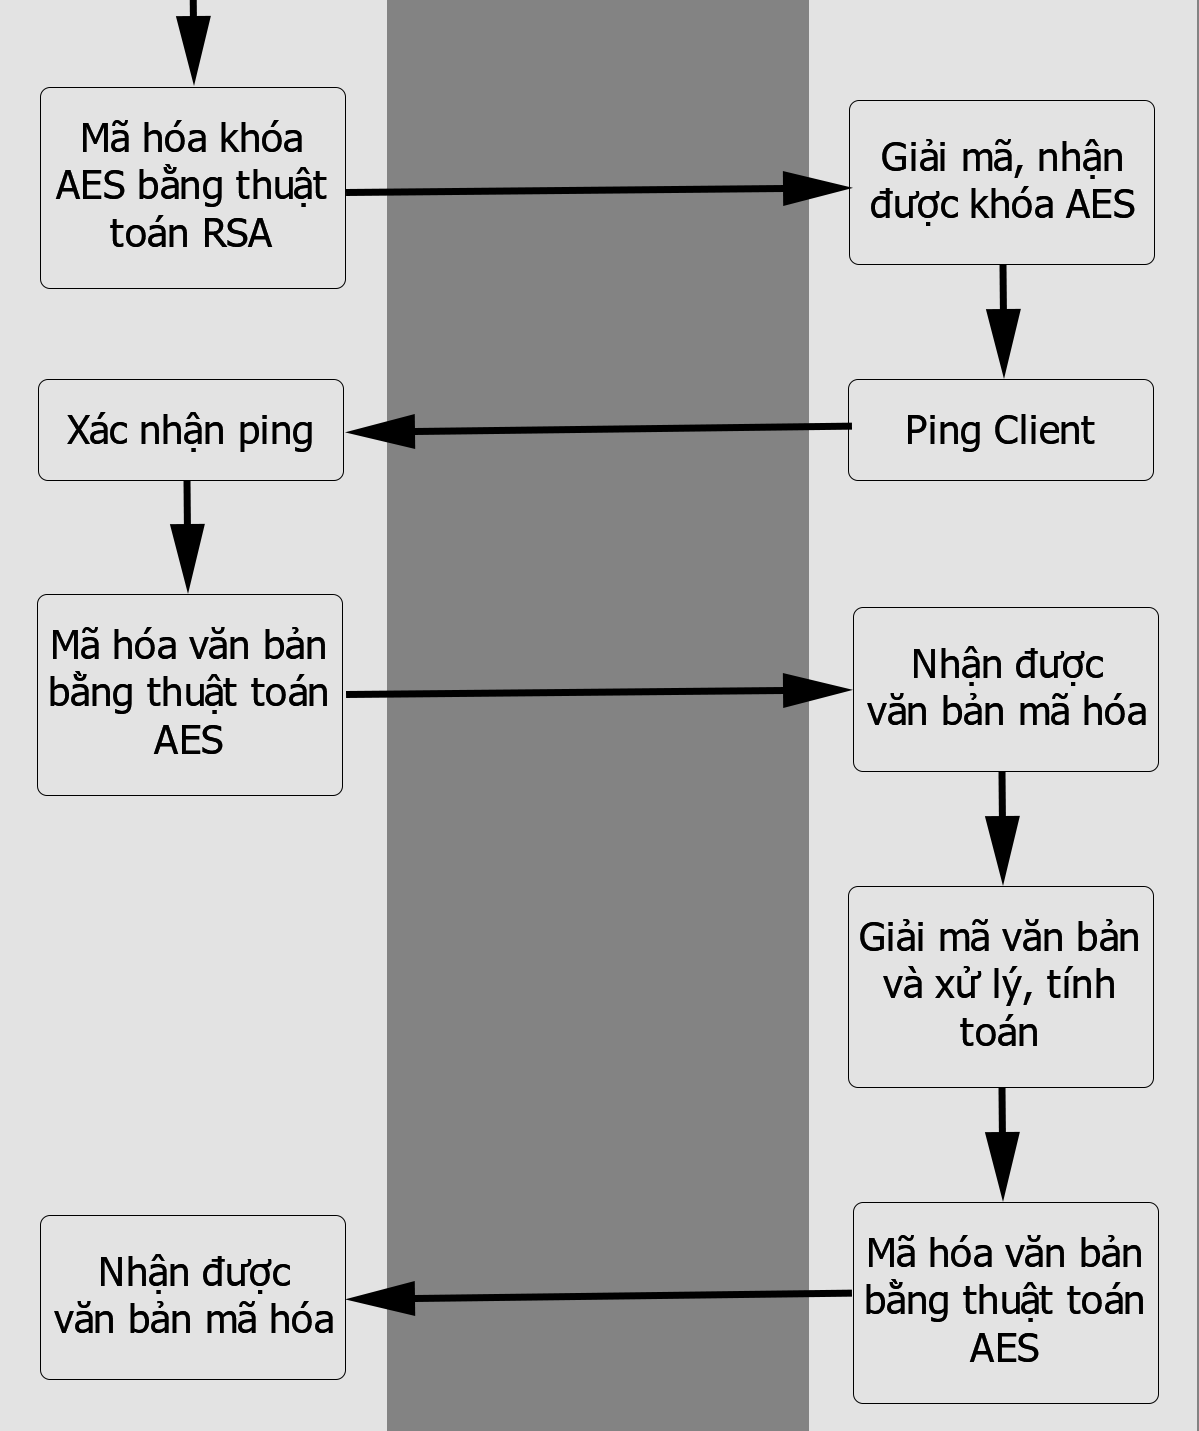 Mã hóa khóa
AES bằng thuật
toán RSA
Giải mã, nhận
được khóa AES
Xác nhận ping
Ping Client
Mã hóa văn bản
bằng thuật toán
AES
Nhận được
văn bản mã hóa
Giải mã văn bản
và xử lý, tính
toán
Nhận được
văn bản mã hóa
Mã hóa văn bản
bằng thuật toán
AES